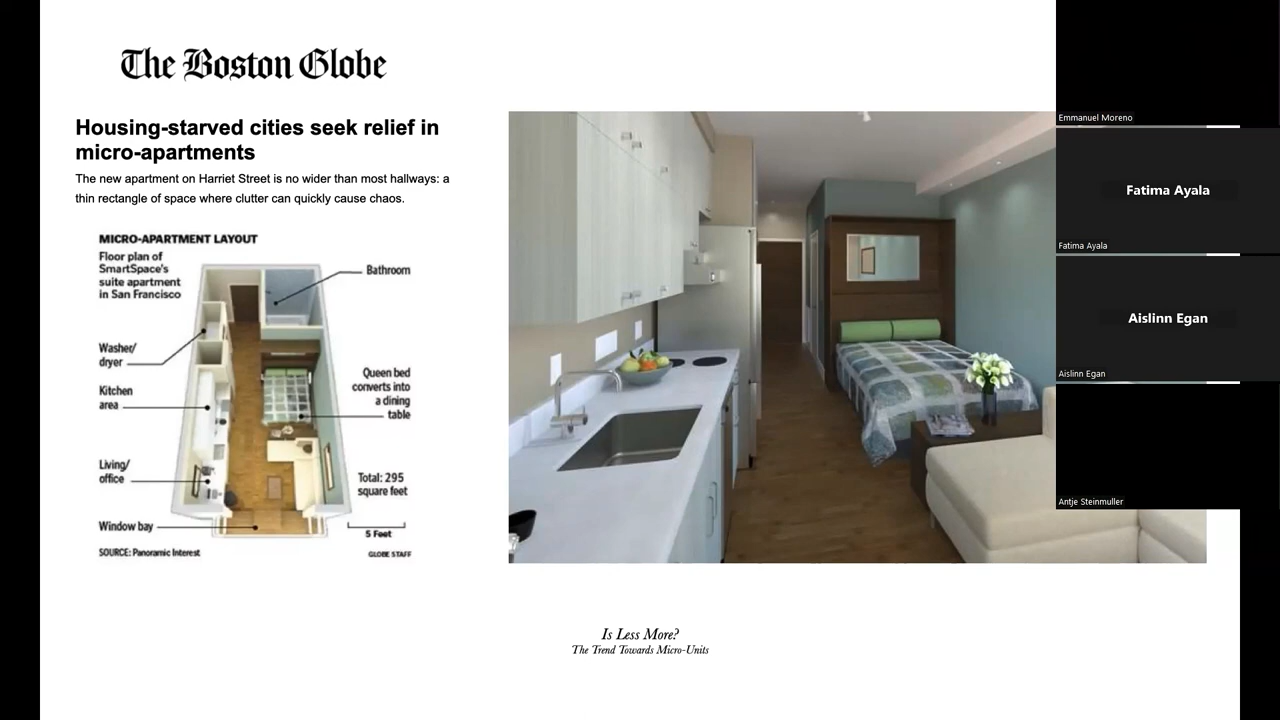 The Boston Globe
Housing-starved cities seek relief in
micro-apartments
The new apartment on Harriet Street is no wider than most hallways: a
thin rectangle of space where clutter can quickly cause chaos.
MICRO-APARTMENT LAYOUT
Floor plan of
SmartSpace's
suite apartment
in San Francisco
Bathroom
Washer/
dryer
Kitchen
area
Queen bed
converts into
a dining
table
Living/
office
Total: 295
square feet
Window bay
5 Feet
SOURCE: Panoramic Interest
GLOBE STAFF
Is Less More?
The Trend Towards Micro-Units
Emmanuel Moreno
Fatima Ayala
Fatima Ayala
Aislinn Egan
Aislinn Egan
Antje Steinmuller